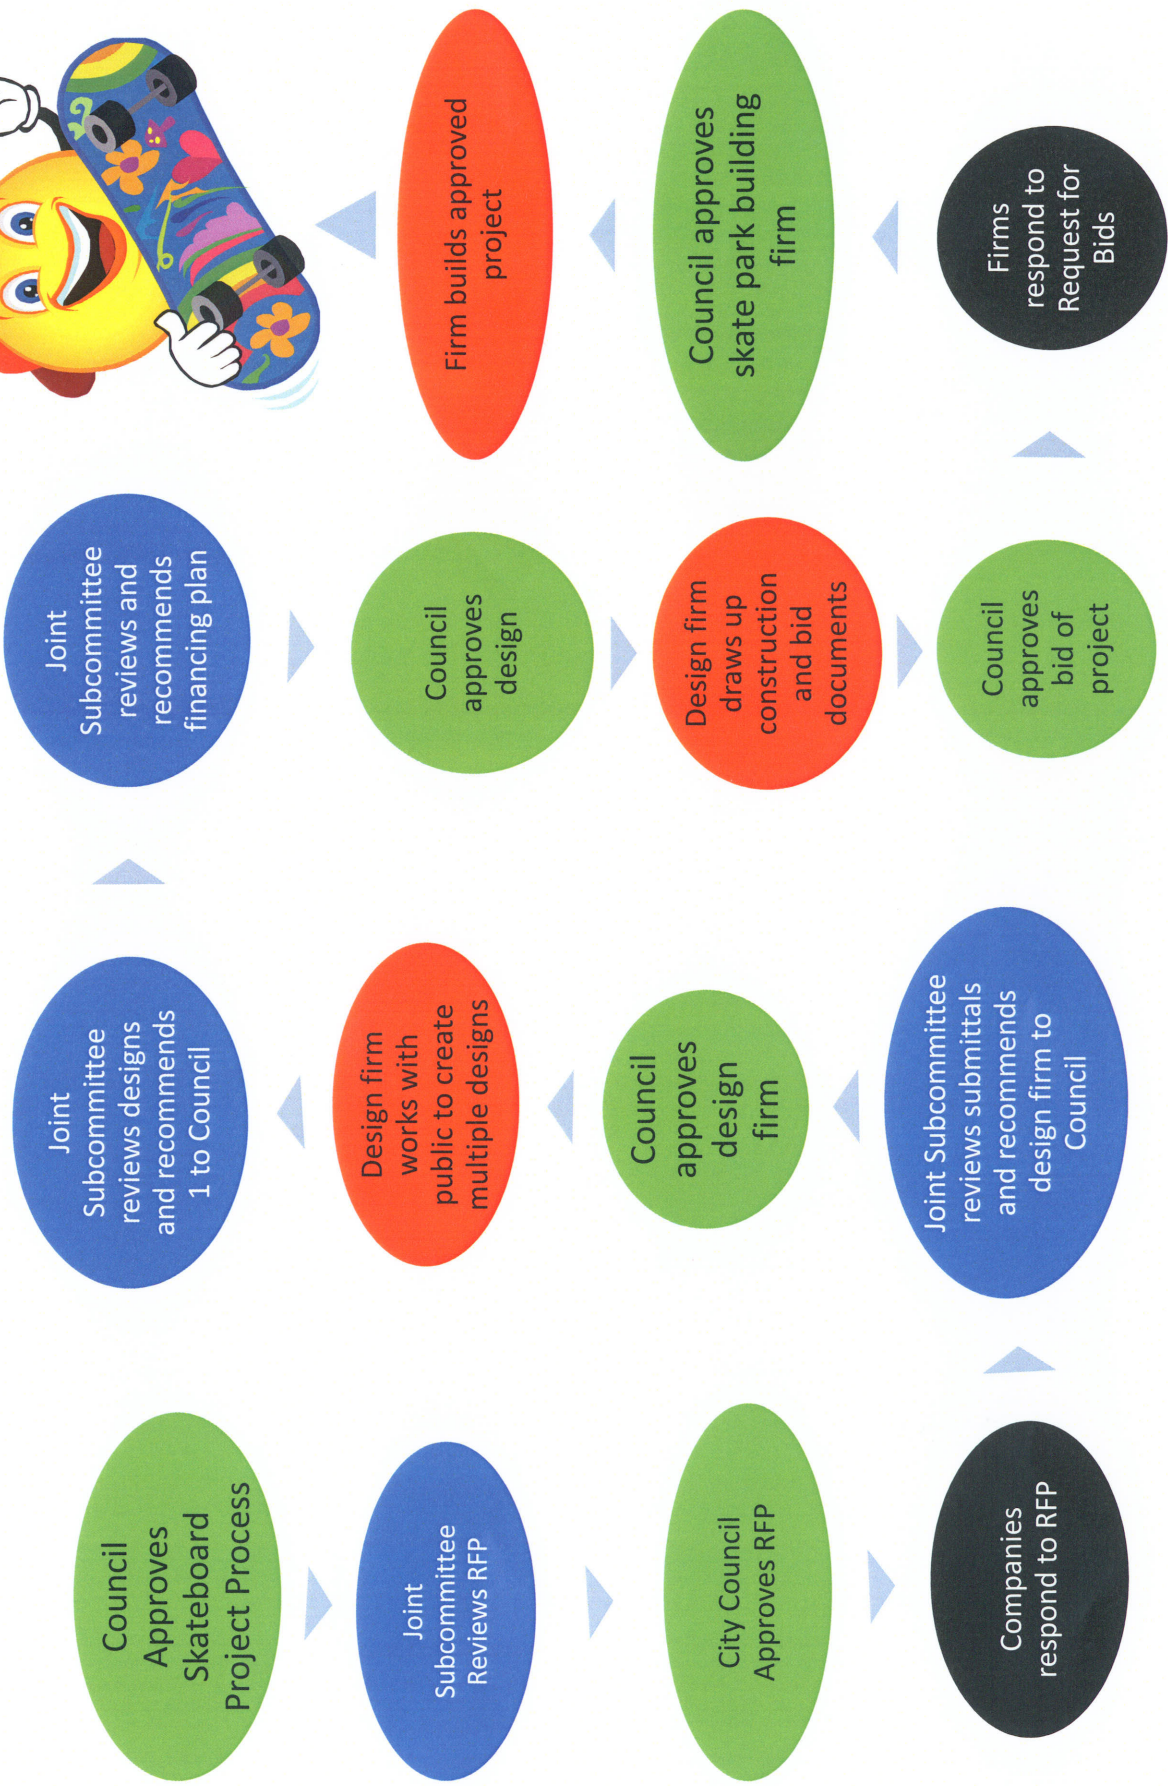 Council
Approves
Skateboard
Project Process
Joint
Subcommittee
Reviews RFP
City Council
Approves RFP
Companies
respond to RFP
Joint Subcommittee
reviews submittals
and recommends
design firm to
Council
Council
approves
design
firm
Design firm
works with
public to create
multiple designs
Joint
Subcommittee
reviews designs
and recommends
1 to Council
Joint
Subcommittee
reviews and
recommends
financing plan
Council
approves
design
Design firm
draws up
construction
and bid
documents
Council
approves
bid of
project
Firms
respond to
Request for
Bids
Council approves
skate park building
firm
Firm builds approved
project